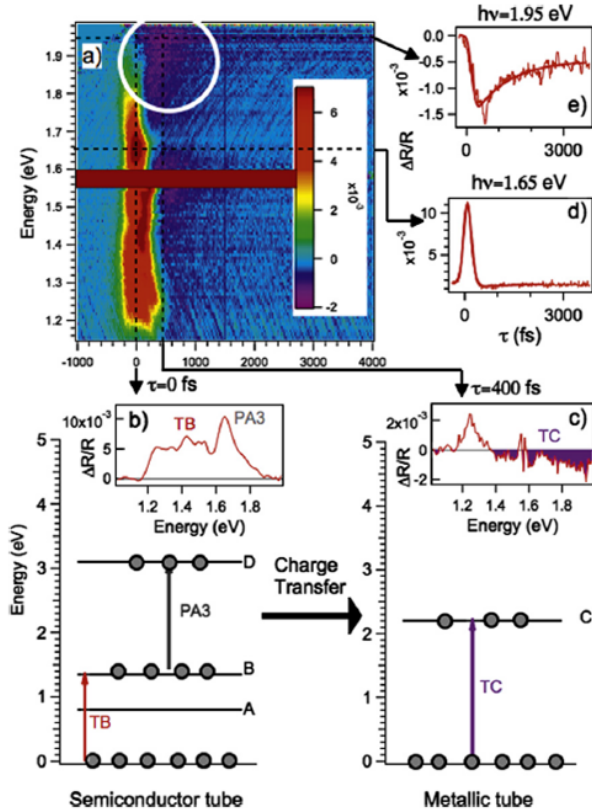 a)
Energy (eV)
1.9
1.8
1.7
1.6
1.5
1.4
1.3
1.2
-1000 0 1000 2000 3000 4000
6
4
2
0
-2
x10⁻³
hν=1.95 eV
0.0
-0.5
-1.0
-1.5
x10⁻³
ΔR/R
e)
0 3000
hν=1.65 eV
10
8
6
4
2
x10⁻³
d)
0 3000
τ (fs)
τ=0 fs
τ=400 fs
b)
10x10⁻³
5
0
ΔR/R
TB
PA3
1.2 1.4 1.6 1.8
Energy (eV)
c)
2x10⁻³
0
-2
ΔR/R
TC
1.2 1.4 1.6 1.8
Energy (eV)
5
4
3
2
1
0
Energy (eV)
D
PA3
B
A
TB
Semiconductor tube
Charge
Transfer
5
4
3
2
1
0
C
TC
Metallic tube